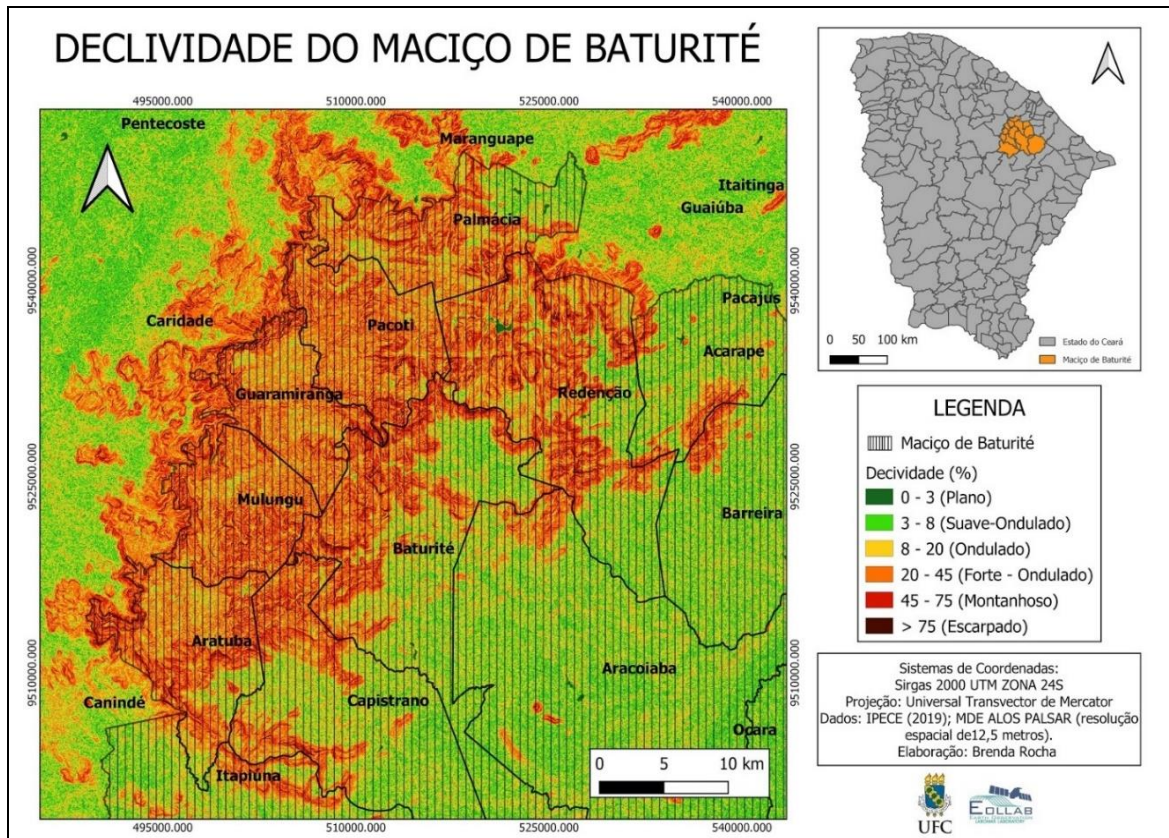 DECLIVIDADE DO MACIÇO DE BATURITÉ
495000.000 510000.000 525000.000 540000.000
Pentecoste
Maranguape
Itaitinga
Guaiúba
Palmácia
9540000.000 9540000.000
Pacajus
Caridade
Pacoti
Acarape
Guaramiranga
Redenção
9525000.000 9525000.000
Mulungu
Barreira
Baturité
Aratuba
Aracoiaba
9510000.000 9510000.000
Canindé
Capistrano
Ocara
Itapiúna
0 5 10 km
495000.000 510000.000 525000.000 540000.000
0 50 100 km
Estado do Ceará
Maciço de Baturité
LEGENDA
Maciço de Baturité
Decividade (%)
0 - 3 (Plano)
3 - 8 (Suave-Ondulado)
8 - 20 (Ondulado)
20 - 45 (Forte - Ondulado)
45 - 75 (Montanhoso)
> 75 (Escarpado)
Sistemas de Coordenadas:
Sirgas 2000 UTM ZONA 24S
Projeção: Universal Transvector de Mercator
Dados: IPECE (2019); MDE ALOS PALSAR (resolução
espacial de12,5 metros).
Elaboração: Brenda Rocha
UFC
EOLLAB